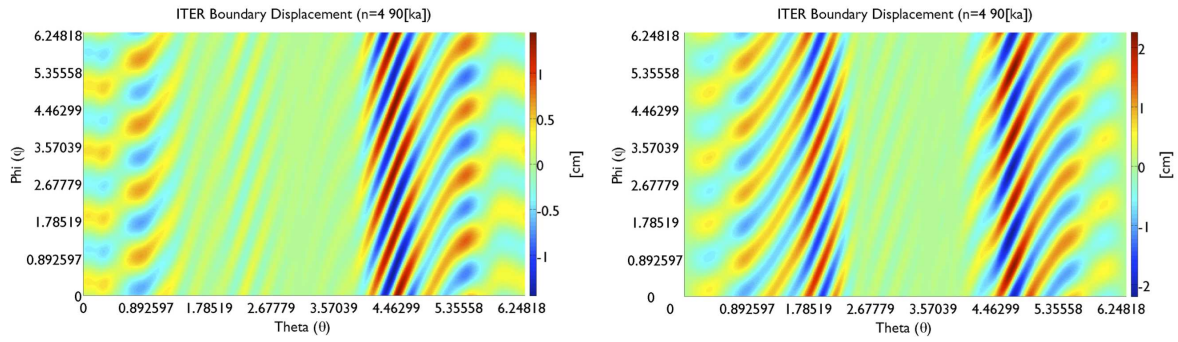 ITER Boundary Displacement (n=4 90[ka])
6.24818
5.35558
4.46299
3.57039
2.67779
1.78519
0.892597
0
Phi (φ)
0 0.892597 1.78519 2.67779 3.57039 4.46299 5.35558 6.24818
Theta (θ)
1
0.5
0
-0.5
-1
[cm]
ITER Boundary Displacement (n=4 90[ka])
6.24818
5.35558
4.46299
3.57039
2.67779
1.78519
0.892597
0
Phi (φ)
0 0.892597 1.78519 2.67779 3.57039 4.46299 5.35558 6.24818
Theta (θ)
2
1
0
-1
-2
[cm]